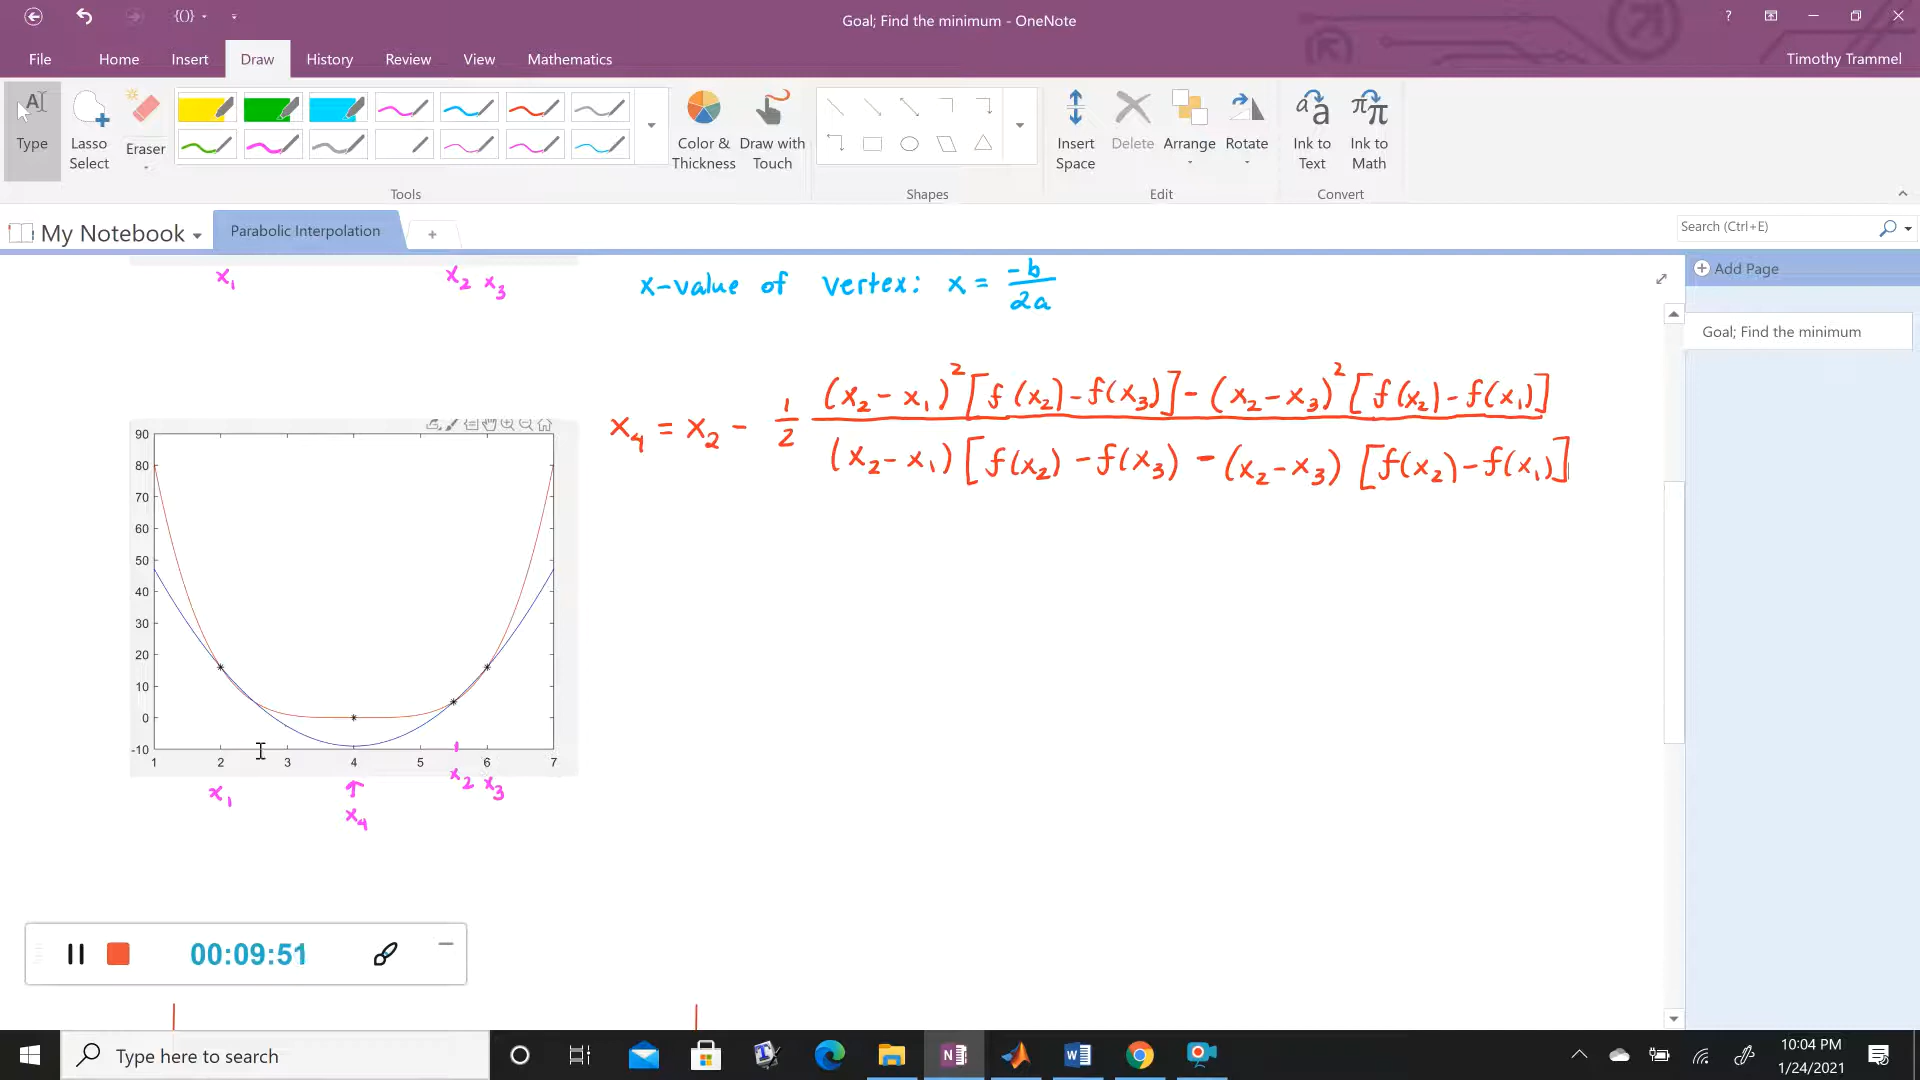 Goal; Find the minimum - OneNote
?
Timothy Trammel
File Home Insert Draw History Review View Mathematics
Type
Lasso Select
Eraser
Color & Thickness
Draw with Touch
Insert Space
Delete
Arrange
Rotate
Ink to Text
Ink to Math
Tools
Shapes
Edit
Convert
My Notebook
Parabolic Interpolation
+
Search (Ctrl+E)
Add Page
Goal; Find the minimum
x₁ x₂ x₃
x-value of vertex: x = -b/2a
x₄ = x₂ - 1/2 (x₂-x₁)²[f(x₂)-f(x₃)]-(x₂-x₃)²[f(x₂)-f(x₁)]
(x₂-x₁)[f(x₂)-f(x₃)-(x₂-x₃)[f(x₂)-f(x₁)]
90
80
70
60
50
40
30
20
10
0
-10
1 2 3 4 5 6 7
x₁ x₂ x₃
x₄
00:09:51
Type here to search
10:04 PM
1/24/2021